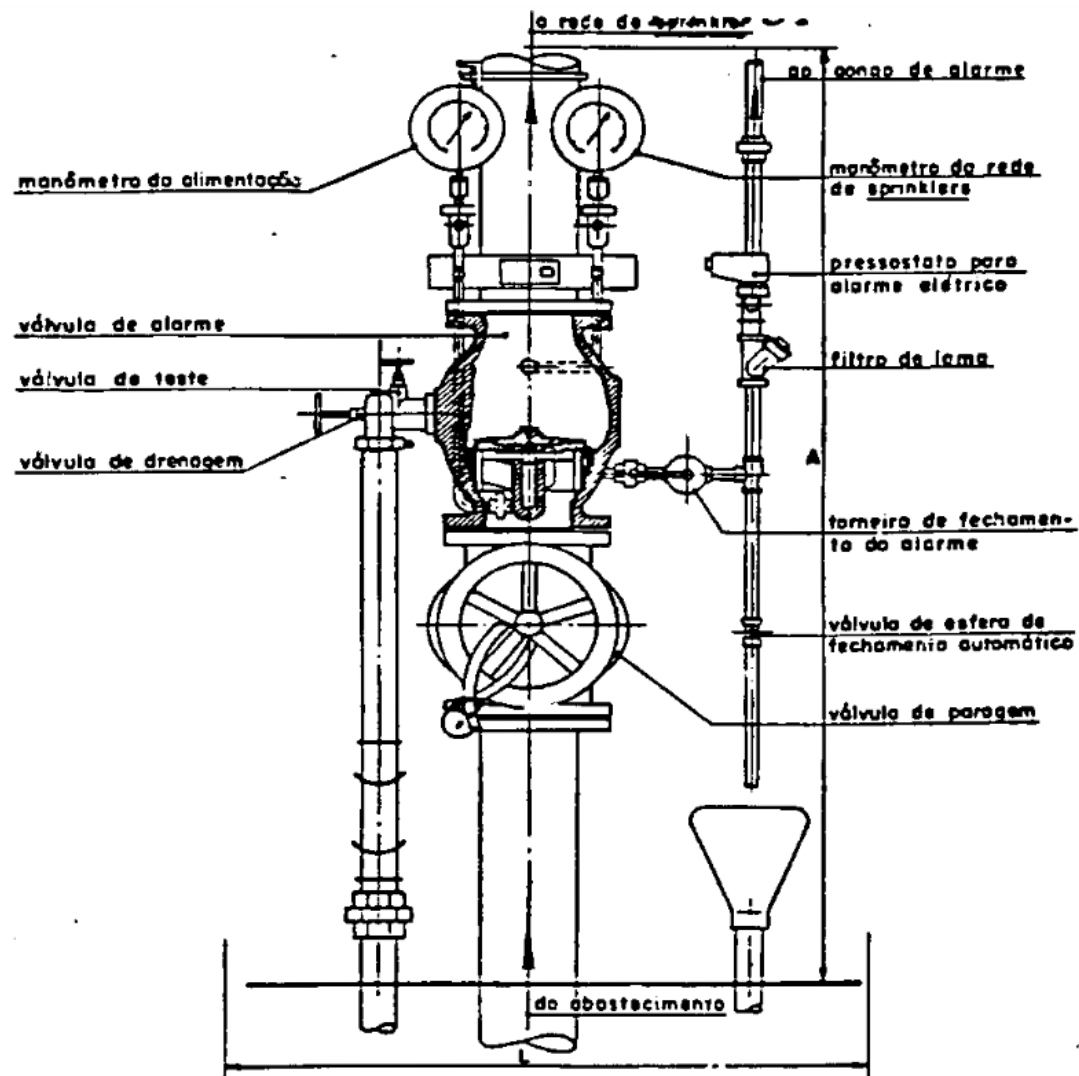 a rede de sprinkler
ao gongo de alarme
manômetro da alimentação
manômetro da rede
de sprinklers
pressostato para
alarme elétrico
válvula de alarme
filtro de lama
válvula de teste
válvula de drenagem
A
torneira de fechamen-
to do alarme
válvula de esfera de
fechamento automático
válvula de paragem
do abastecimento
L